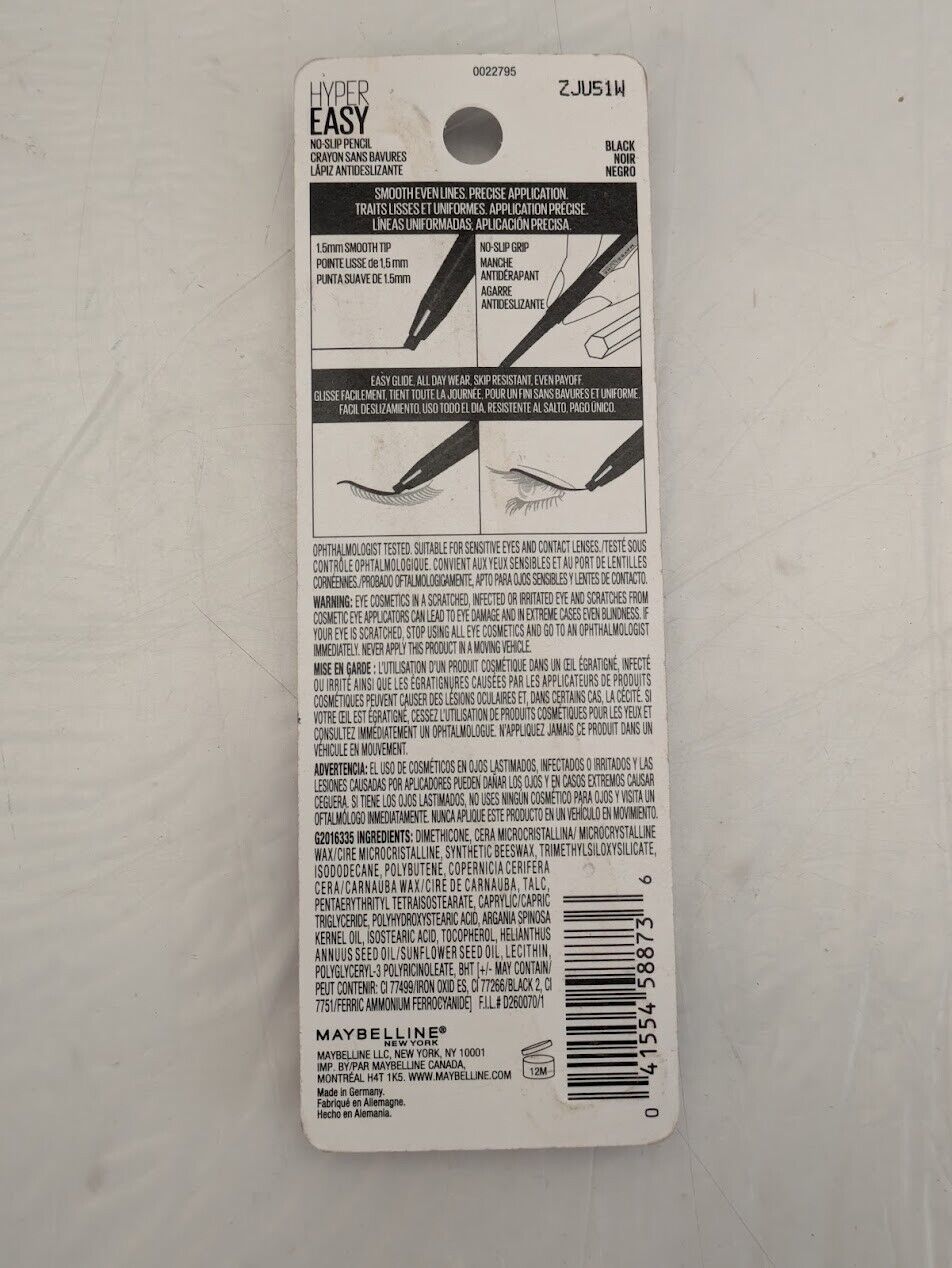 0022795
ZJU51W
HYPER
EASY
NO-SLIP PENCIL
CRAYON SANS BAVURES
LÁPIZ ANTIDESLIZANTE
BLACK
NOIR
NEGRO
SMOOTH EVEN LINES. PRECISE APPLICATION.
TRAITS LISSES ET UNIFORMES. APPLICATION PRÉCISE.
LÍNEAS UNIFORMADAS, APLICACIÓN PRECISA.
1.5mm SMOOTH TIP
POINTE LISSE de 1,5 mm
PUNTA SUAVE DE 1.5mm
NO-SLIP GRIP
MANCHE
ANTIDÉRAPANT
AGARRE
ANTIDESLIZANTE
EASY GLIDE, ALL DAY WEAR, SKIP RESISTANT, EVEN PAYOFF.
GLISSE FACILEMENT, TIENT TOUTE LA JOURNÉE. POUR UN FINI SANS BAVURES ET UNIFORME.
FACIL DESLIZAMIENTO, USO TODO EL DIA, RESISTENTE AL SALTO, PAGO ÚNICO.
OPHTHALMOLOGIST TESTED. SUITABLE FOR SENSITIVE EYES AND CONTACT LENSES./TESTÉ SOUS
CONTRÔLE OPHTALMOLOGIQUE. CONVIENT AUX YEUX SENSIBLES ET AU PORT DE LENTILLES
CORNÉENNES./PROBADO OFTALMOLOGICAMENTE, APTO PARA OJOS SENSIBLES Y LENTES DE CONTACTO.
WARNING: EYE COSMETICS IN A SCRATCHED, INFECTED OR IRRITATED EYE AND SCRATCHES FROM
COSMETIC EYE APPLICATORS CAN LEAD TO EYE DAMAGE AND IN EXTREME CASES EVEN BLINDNESS. IF
YOUR EYE IS SCRATCHED, STOP USING ALL EYE COSMETICS AND GO TO AN OPHTHALMOLOGIST
IMMEDIATELY. NEVER APPLY THIS PRODUCT IN A MOVING VEHICLE.
MISE EN GARDE : L'UTILISATION D'UN PRODUIT COSMÉTIQUE DANS UN ŒIL ÉGRATIGNÉ, INFECTÉ
OU IRRITÉ AINSI QUE LES ÉGRATIGNURES CAUSÉES PAR LES APPLICATEURS DE PRODUITS
COSMÉTIQUES PEUVENT CAUSER DES LÉSIONS OCULAIRES ET, DANS CERTAINS CAS, LA CÉCITÉ. SI
VOTRE ŒIL EST ÉGRATIGNÉ, CESSEZ L'UTILISATION DE PRODUITS COSMÉTIQUES POUR LES YEUX ET
CONSULTEZ IMMÉDIATEMENT UN OPHTALMOLOGUE. N'APPLIQUEZ JAMAIS CE PRODUIT DANS UN
VÉHICULE EN MOUVEMENT.
ADVERTENCIA: EL USO DE COSMÉTICOS EN OJOS LASTIMADOS, INFECTADOS O IRRITADOS Y LAS
LESIONES CAUSADAS POR APLICADORES PUEDEN DAÑAR LOS OJOS Y EN CASOS EXTREMOS CAUSAR
CEGUERA. SI TIENE LOS OJOS LASTIMADOS, NO USES NINGÚN COSMÉTICO PARA OJOS Y VISITA UN
OFTALMÓLOGO INMEDIATAMENTE. NUNCA APLIQUE ESTE PRODUCTO EN UN VEHÍCULO EN MOVIMIENTO.
G2016335 INGREDIENTS: DIMETHICONE, CERA MICROCRISTALLINA/ MICROCRYSTALLINE
WAX/CIRE MICROCRISTALLINE, SYNTHETIC BEESWAX, TRIMETHYLSILOXYSILICATE,
ISODODECANE, POLYBUTENE, COPERNICIA CERIFERA
CERA/CARNAUBA WAX/CIRE DE CARNAUBA, TALC,
PENTAERYTHRITYL TETRAISOSTEARATE, CAPRYLIC/CAPRIC
TRIGLYCERIDE, POLYHYDROXYSTEARIC ACID, ARGANIA SPINOSA
KERNEL OIL, ISOSTEARIC ACID, TOCOPHEROL, HELIANTHUS
ANNUUS SEED OIL/SUNFLOWER SEED OIL, LECITHIN,
POLYGLYCERYL-3 POLYRICINOLEATE, BHT [+/- MAY CONTAIN/
PEUT CONTENIR: CI 77499/IRON OXID ES, CI 77266/BLACK 2, CI
7751/FERRIC AMMONIUM FERROCYANIDE] F.I.L.# D260070/1
MAYBELLINE®
NEW YORK
MAYBELLINE LLC, NEW YORK, NY 10001
IMP. BY/PAR MAYBELLINE CANADA,
MONTRÉAL H4T 1K5. WWW.MAYBELLINE.COM
Made in Germany.
Fabriqué en Allemagne.
Hecho en Alemania.
12M
0 41554 58873 6